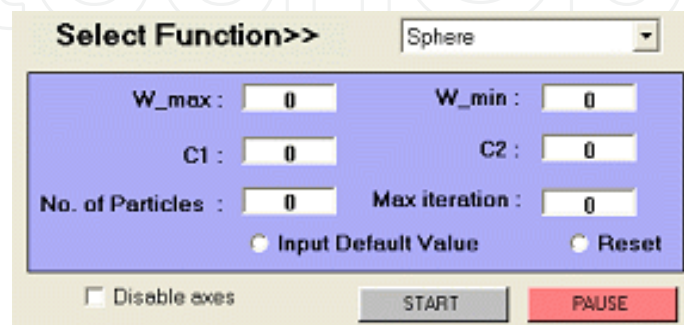 Select Function>> Sphere
W_max : 0 W_min : 0
C1 : 0 C2 : 0
No. of Particles : 0 Max iteration : 0
Input Default Value Reset
Disable axes START PAUSE